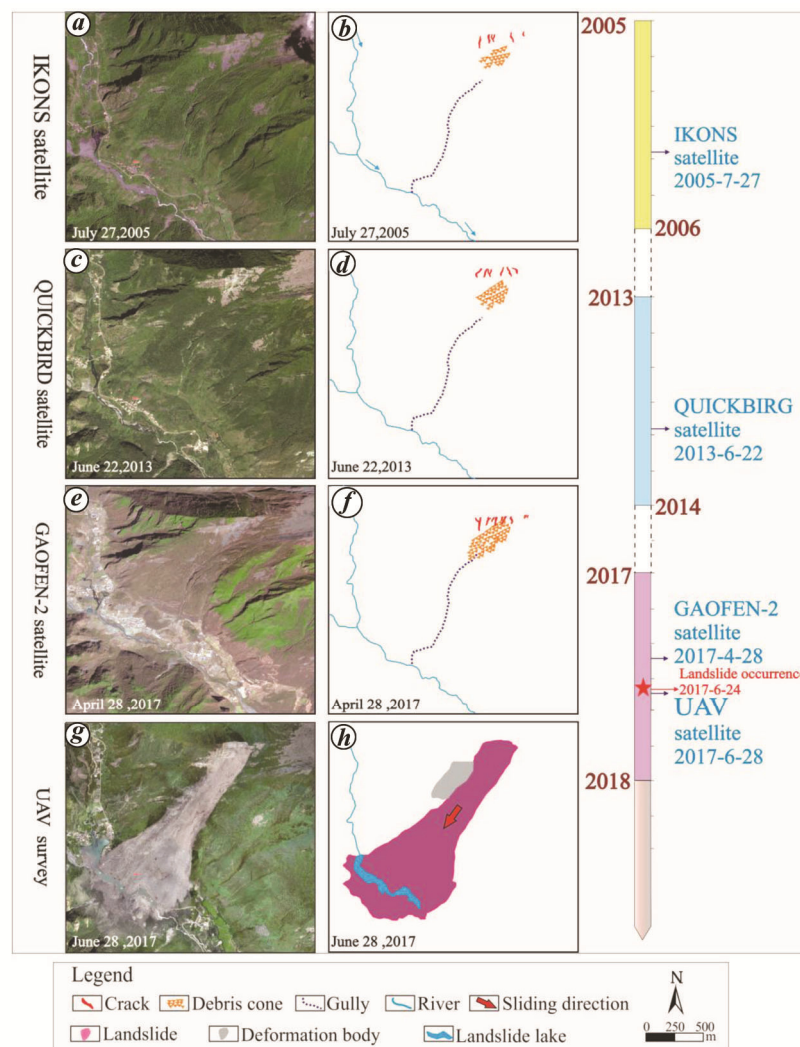 IKONS satellite
a
July 27,2005
b
July 27,2005
QUICKBIRD satellite
c
June 22,2013
d
June 22,2013
GAOFEN-2 satellite
e
April 28,2017
f
April 28,2017
UAV survey
g
June 28 ,2017
h
June 28 ,2017
2005
IKONS
satellite
2005-7-27
2006
2013
QUICKBIRG
satellite
2013-6-22
2014
2017
GAOFEN-2
satellite
2017-4-28
Landslide occurrence
2017-6-24
UAV
satellite
2017-6-28
2018
Legend
Crack
Debris cone
Gully
River
Sliding direction
Landslide
Deformation body
Landslide lake
N
0 250 500
m